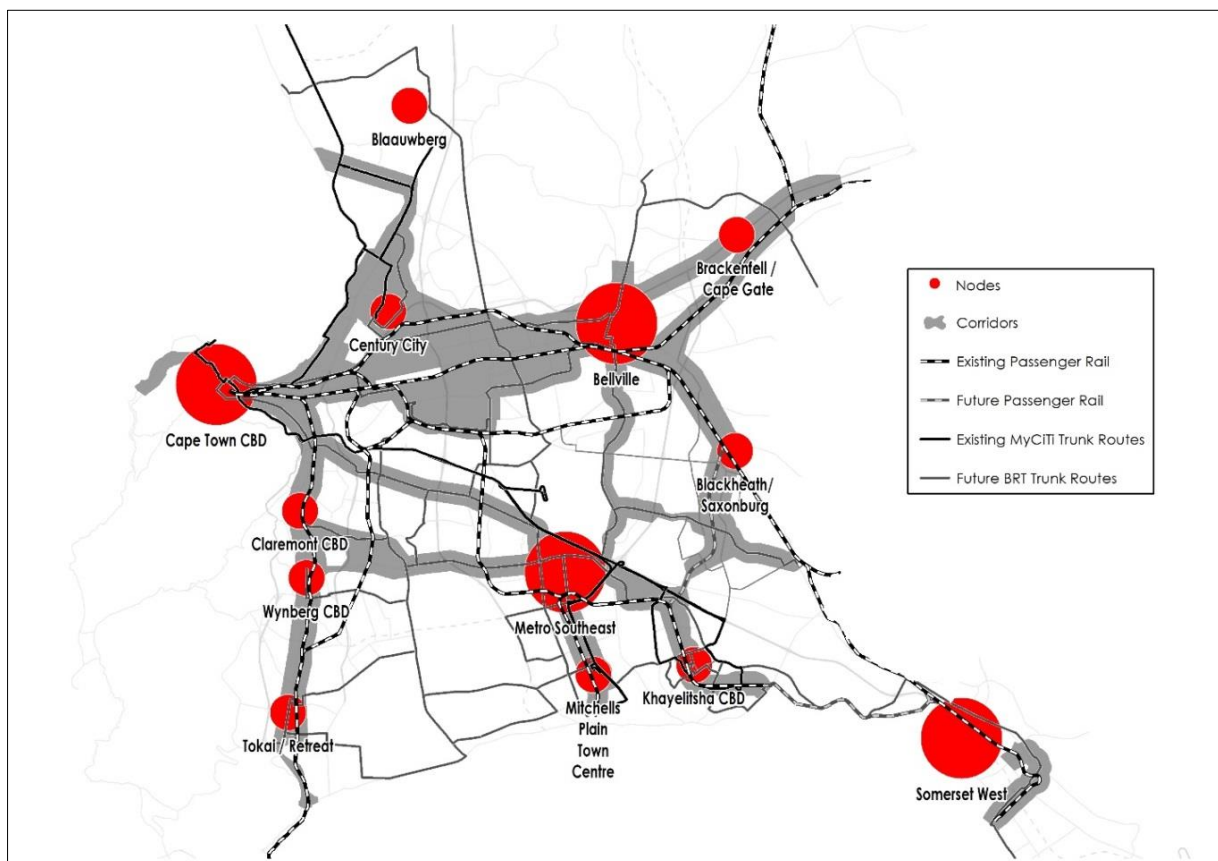 Blaauwberg
Brackenfell /
Cape Gate
Century City
Bellville
Cape Town CBD
Blackheath/
Saxonburg
Claremont CBD
Wynberg CBD
Metro Southeast
Khayelitsha CBD
Mitchells
Plain
Town
Centre
Tokai / Retreat
Somerset West
Nodes
Corridors
Existing Passenger Rail
Future Passenger Rail
Existing MyCiTi Trunk Routes
Future BRT Trunk Routes